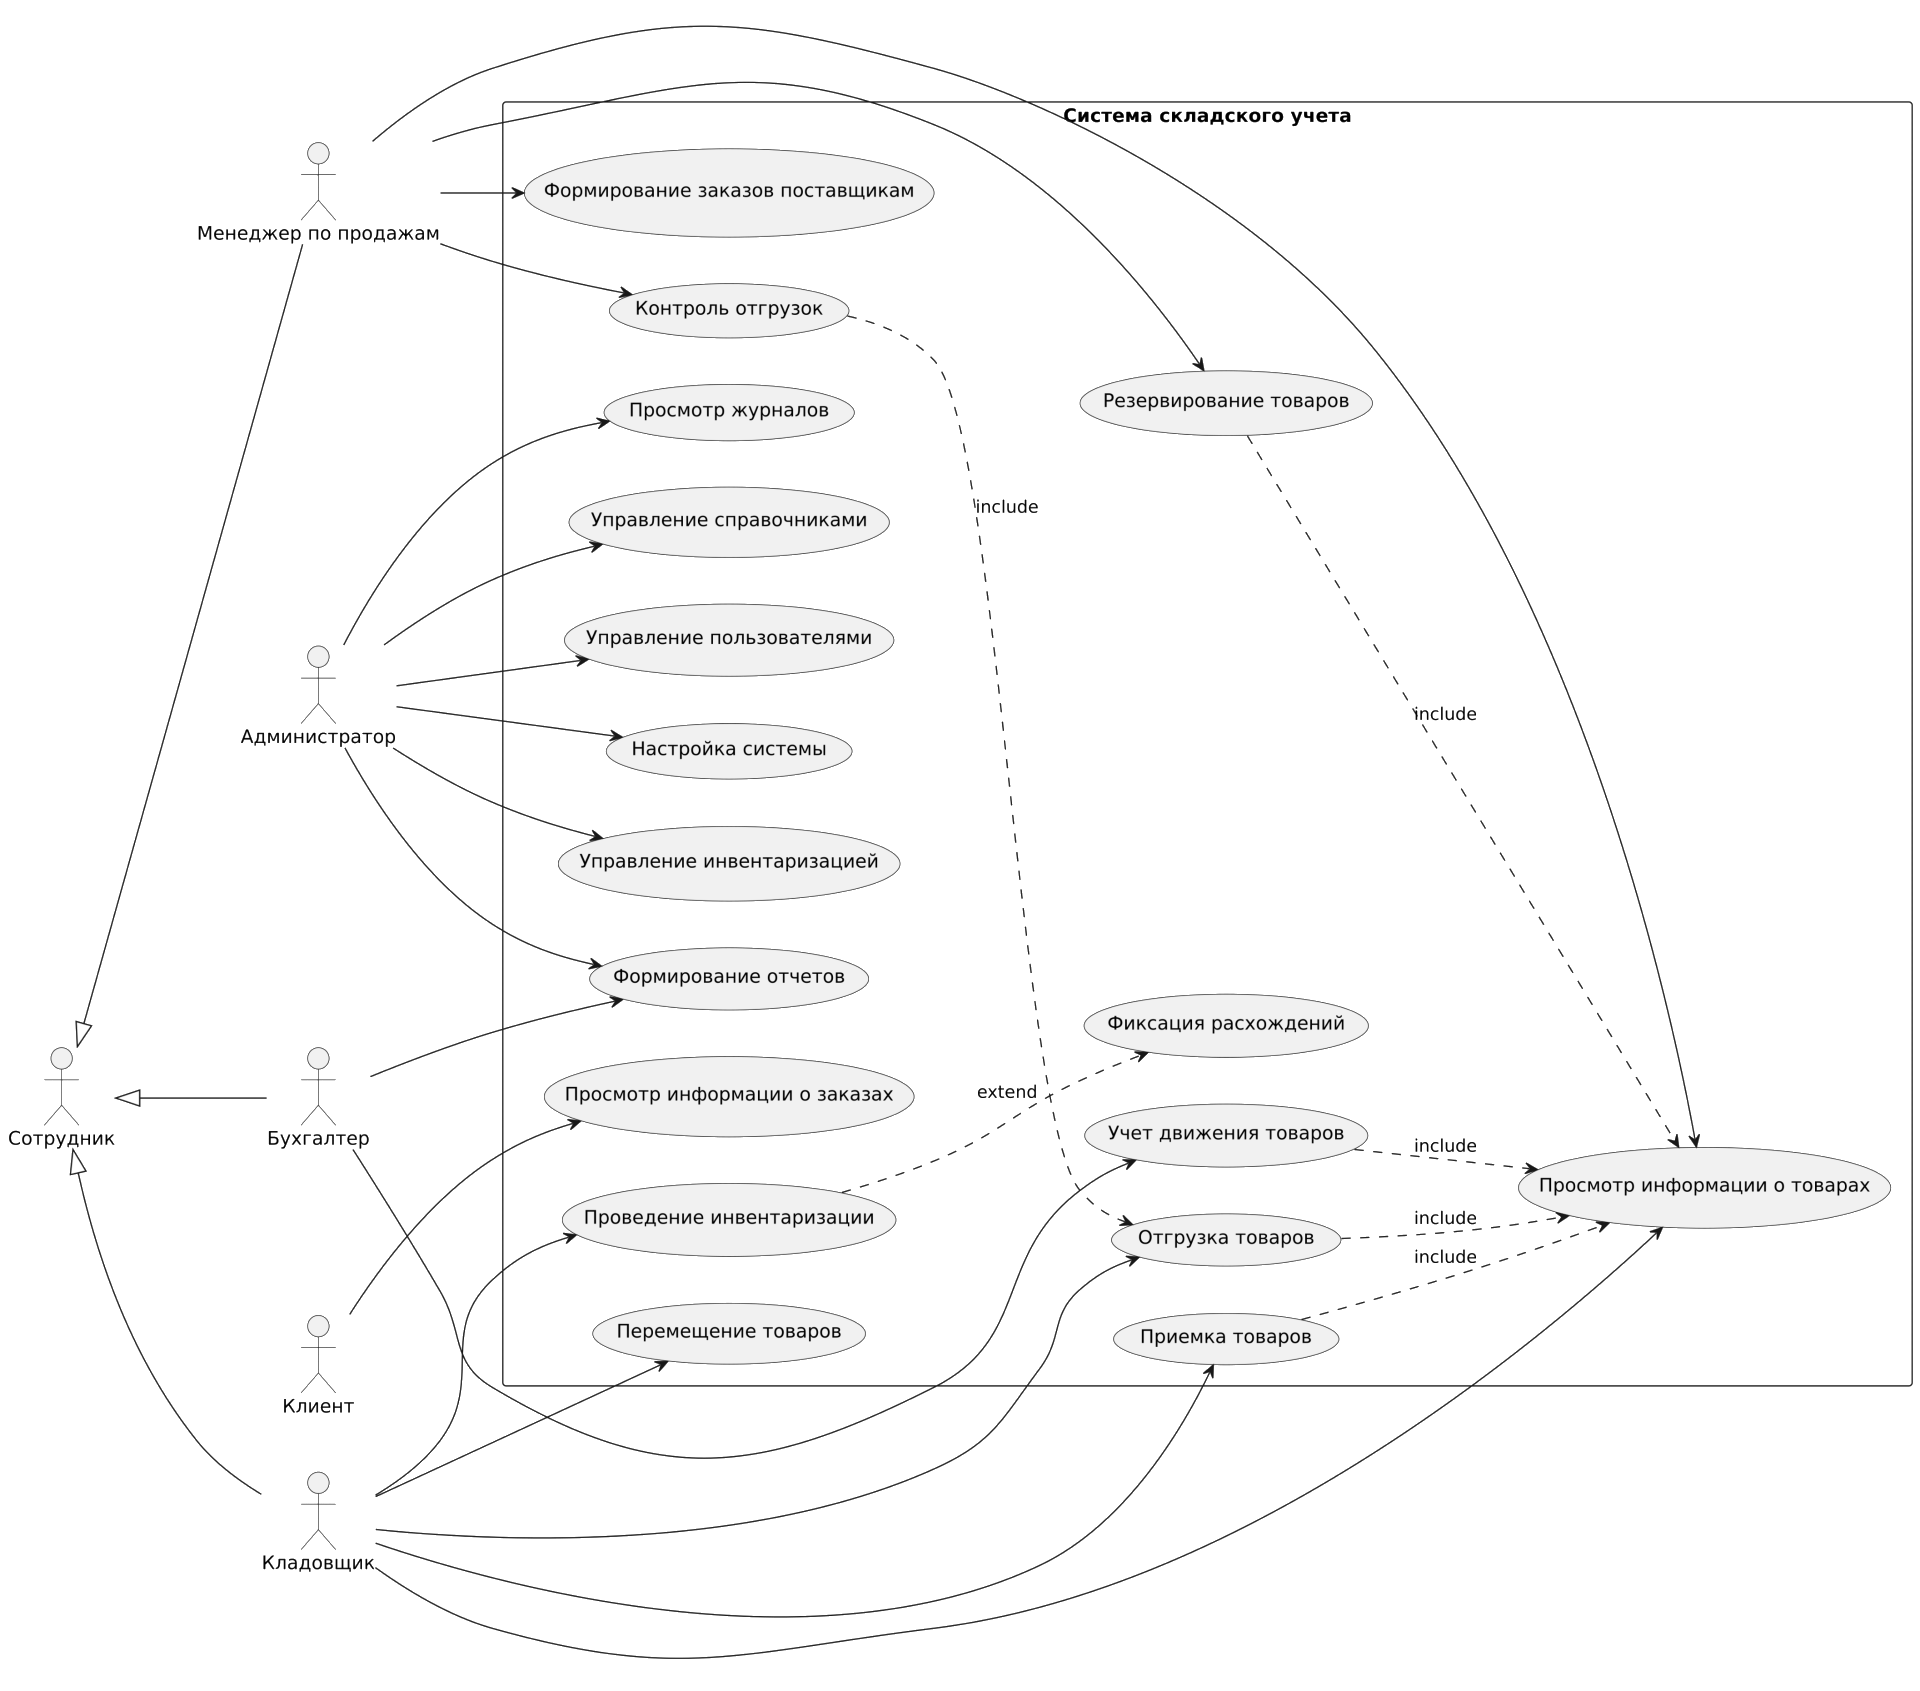 Система складского учета
Формирование заказов поставщикам
Менеджер по продажам
Контроль отгрузок
Резервирование товаров
Просмотр журналов
include
Управление справочниками
Управление пользователями
include
Администратор
Настройка системы
Управление инвентаризацией
Формирование отчетов
Фиксация расхождений
extend
Просмотр информации о заказах
Сотрудник
Бухгалтер
Учет движения товаров
include
Просмотр информации о товарах
Проведение инвентаризации
include
Отгрузка товаров
include
Перемещение товаров
Приемка товаров
Клиент
Кладовщик